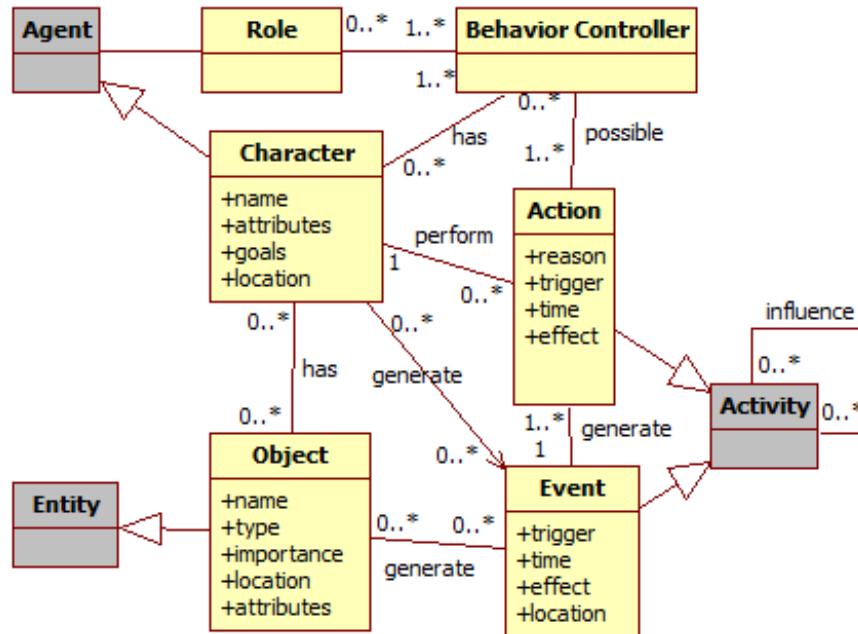 Agent
Role
0..*
1..*
Behavior Controller
1..*
0..*
has
possible
Character
0..*
1..*
+name
+attributes
+goals
+location
Action
perform
1
0..*
+reason
+trigger
+time
+effect
influence
0..*
0..*
0..*
generate
has
0..*
Activity
0..*
1..*
generate
0..*
1
Object
Event
Entity
+name
+type
+importance
+location
+attributes
0..*
0..*
generate
+trigger
+time
+effect
+location